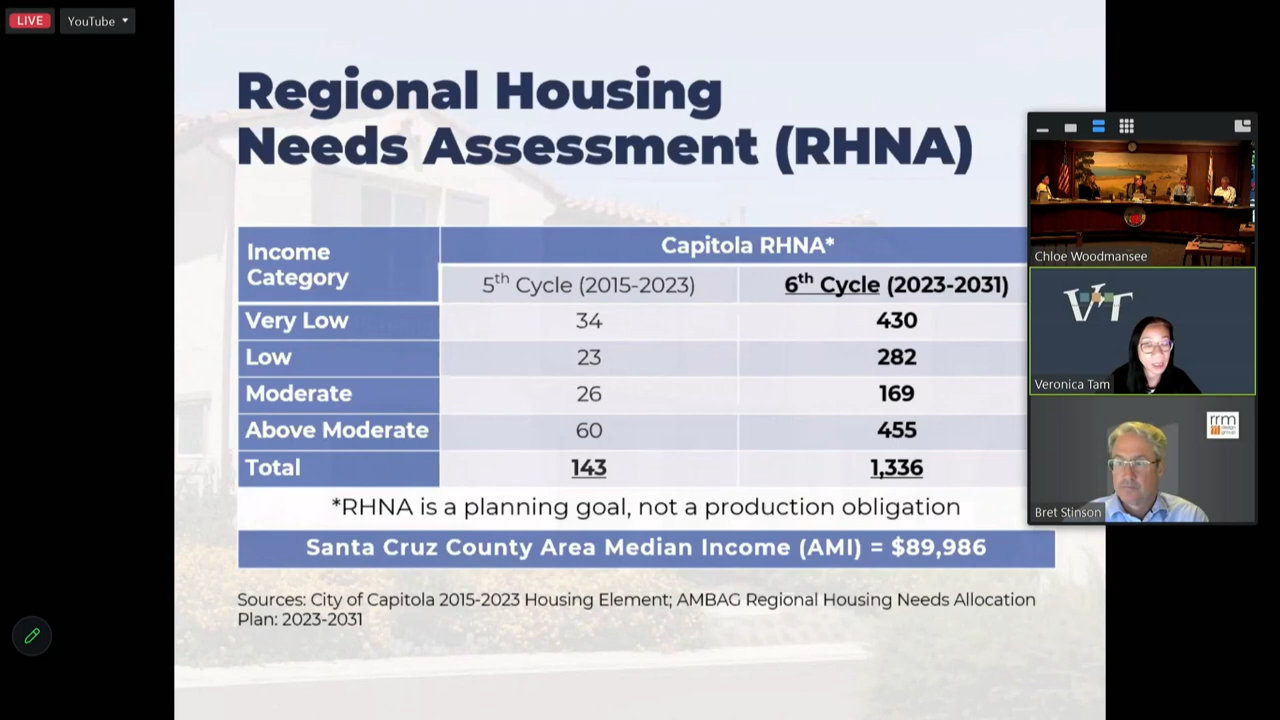 LIVE
YouTube
Regional Housing
Needs Assessment (RHNA)
Income
Category
Capitola RHNA*
5th Cycle (2015-2023)
6th Cycle (2023-2031)
Very Low
34
430
Low
23
282
Moderate
26
169
Above Moderate
60
455
Total
143
1,336
*RHNA is a planning goal, not a production obligation
Santa Cruz County Area Median Income (AMI) = $89,986
Sources: City of Capitola 2015-2023 Housing Element; AMBAG Regional Housing Needs Allocation
Plan: 2023-2031
Chloe Woodmansee
VT
Veronica Tam
rrm
design
group
Bret Stinson